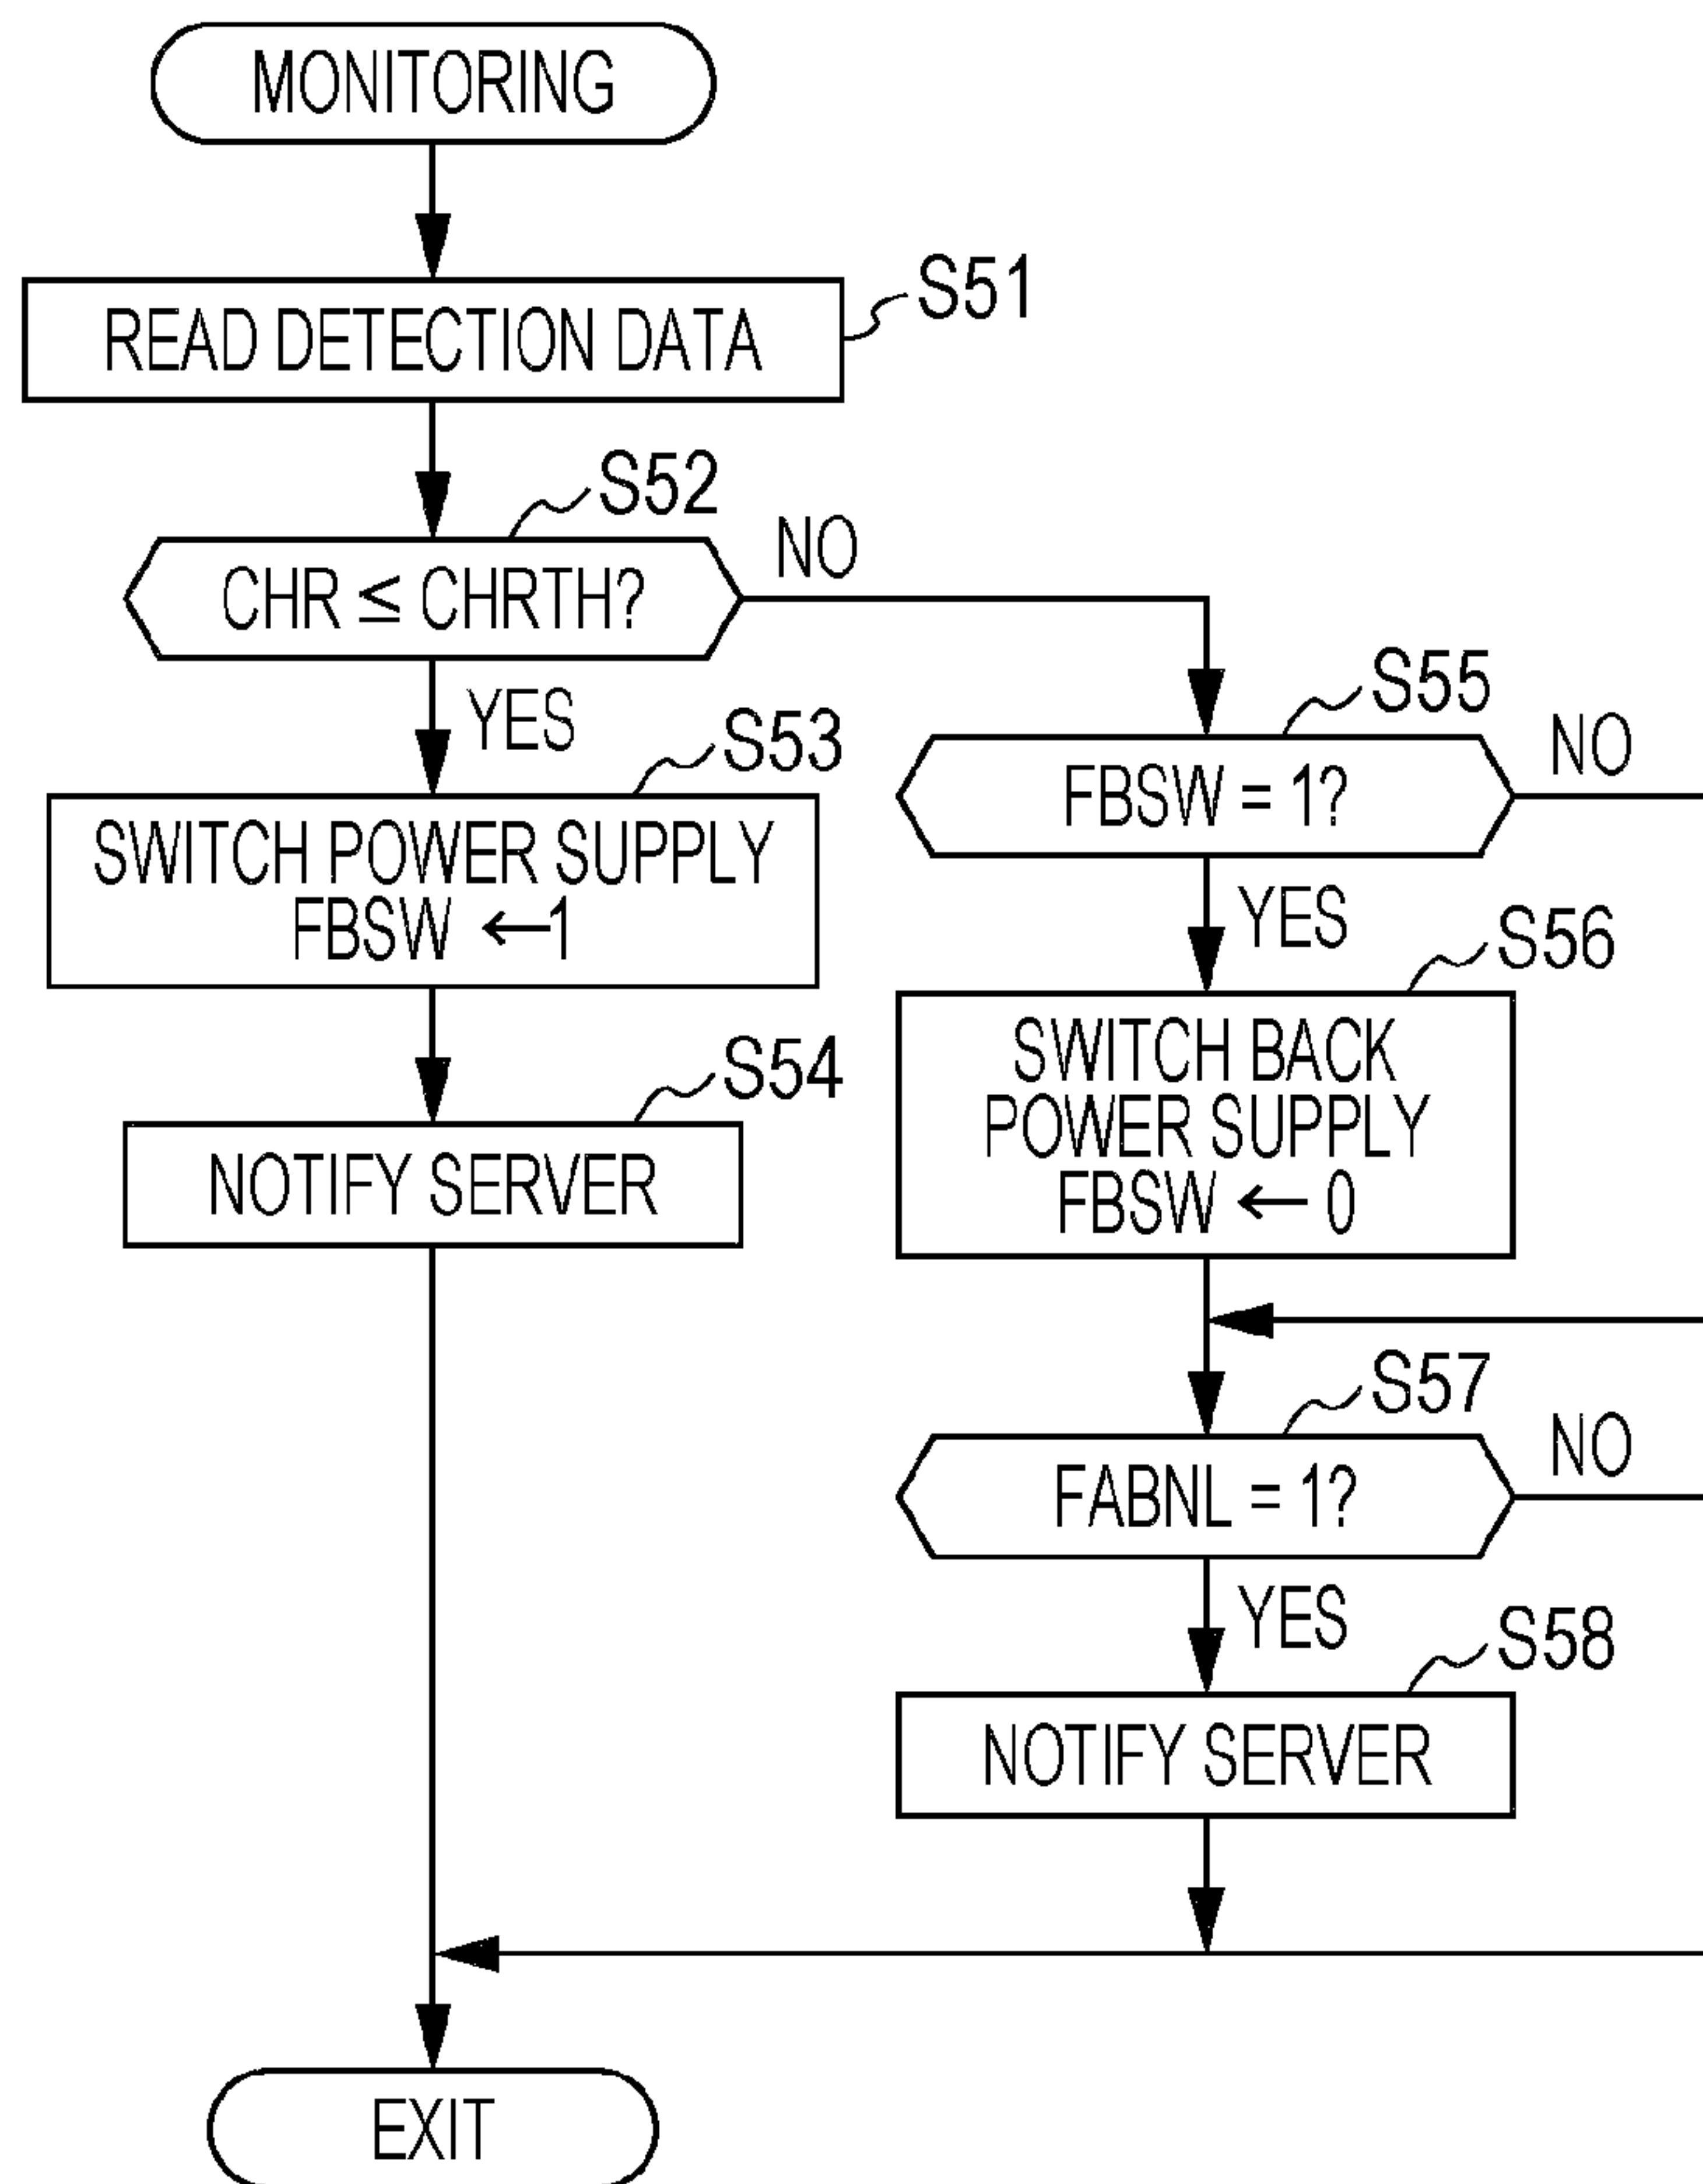 MONITORING
S51
READ DETECTION DATA
S52
CHR ≤ CHRTH?
NO
YES
S53
SWITCH POWER SUPPLY
FBSW ←1
S54
NOTIFY SERVER
S55
FBSW = 1?
NO
YES
S56
SWITCH BACK
POWER SUPPLY
FBSW ← 0
S57
FABNL = 1?
NO
YES
S58
NOTIFY SERVER
EXIT